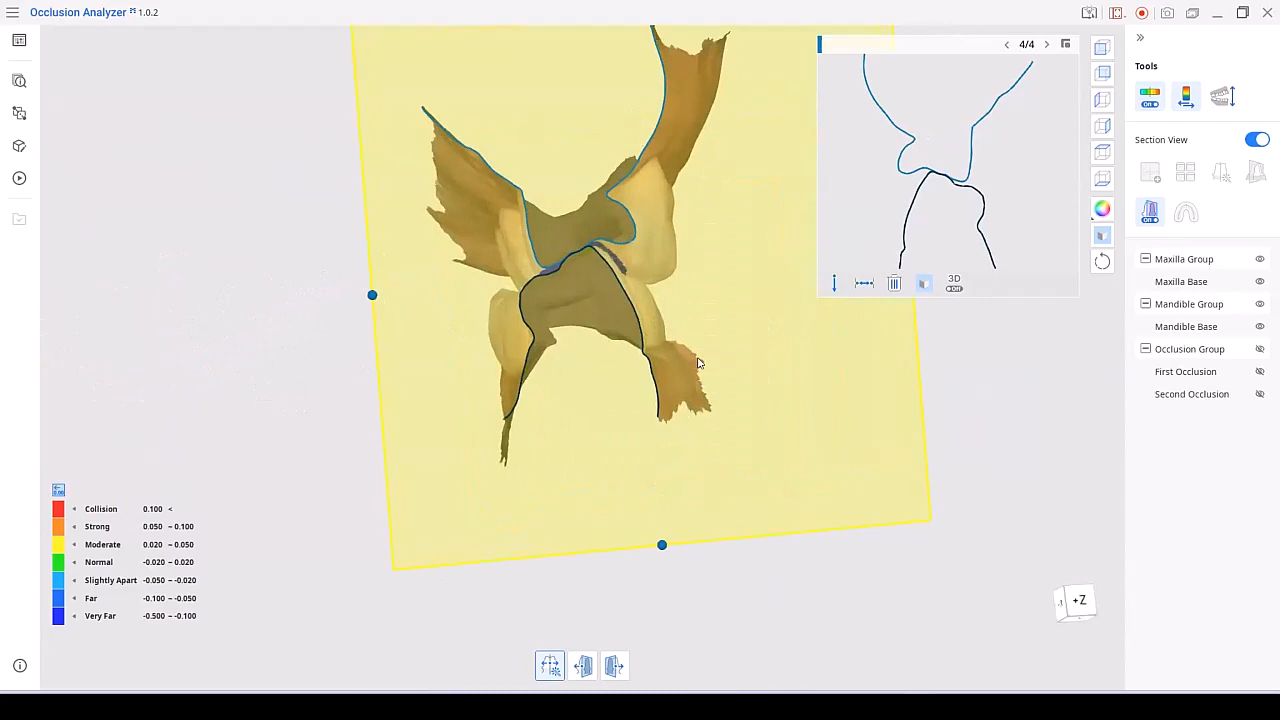 Occlusion Analyzer 1.0.2
4/4
3D
Off
Tools
On
Section View
On
Maxilla Group
Maxilla Base
Mandible Group
Mandible Base
Occlusion Group
First Occlusion
Second Occlusion
Collision 0.100 <
Strong 0.050 ~ 0.100
Moderate 0.020 ~ 0.050
Normal -0.020 ~ 0.020
Slightly Apart -0.050 ~ -0.020
Far -0.100 ~ -0.050
Very Far -0.500 ~ -0.100
+Z